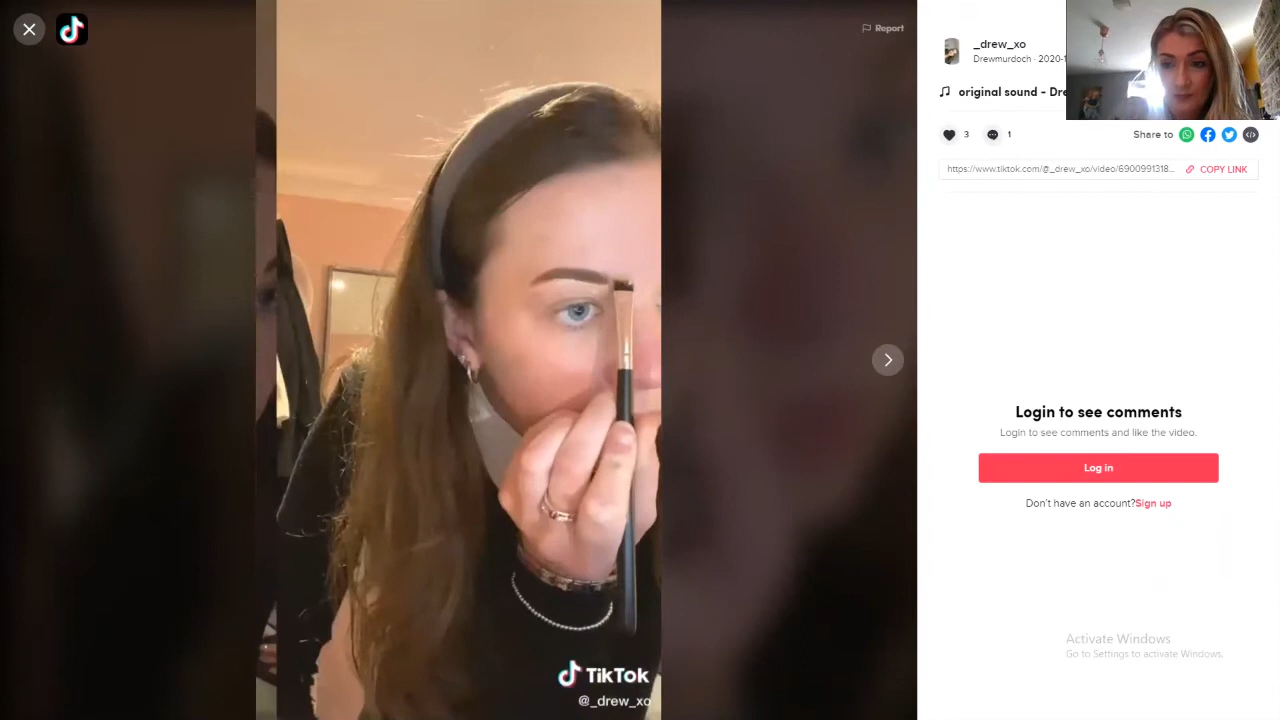 Report
TikTok
@_drew_xo
_drew_xo
Drewmurdoch · 2020-1
original sound - Dre
3
1
Share to
https://www.tiktok.com/@_drew_xo/video/6900991318...
COPY LINK
Login to see comments
Login to see comments and like the video.
Log in
Don't have an account?Sign up
Activate Windows
Go to Settings to activate Windows.